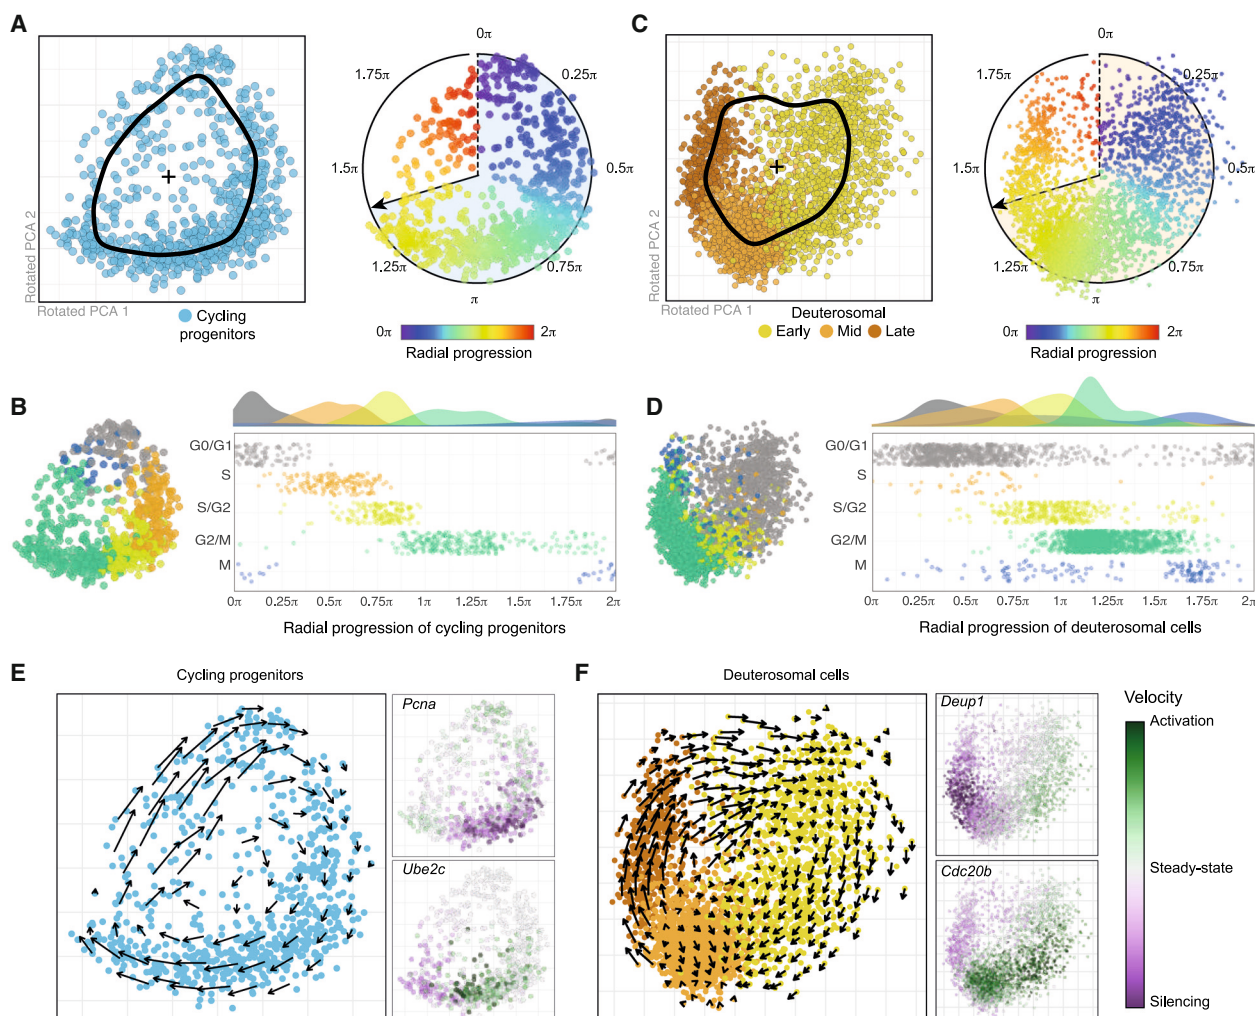 A
Rotated PCA 2
Rotated PCA 1
Cycling
progenitors
0π
0.25π
0.5π
0.75π
π
1.25π
1.5π
1.75π
0π 2π
Radial progression
C
Rotated PCA 2
Rotated PCA 1
Deuterosomal
Early Mid Late
0π
0.25π
0.5π
0.75π
π
1.25π
1.5π
1.75π
0π 2π
Radial progression
B
G0/G1
S
S/G2
G2/M
M
0π 0.25π 0.5π 0.75π 1π 1.25π 1.5π 1.75π 2π
Radial progression of cycling progenitors
D
G0/G1
S
S/G2
G2/M
M
0π 0.25π 0.5π 0.75π 1π 1.25π 1.5π 1.75π 2π
Radial progression of deuterosomal cells
E
Cycling progenitors
Pcna
Ube2c
F
Deuterosomal cells
Deup1
Cdc20b
Velocity
Activation
Steady-state
Silencing